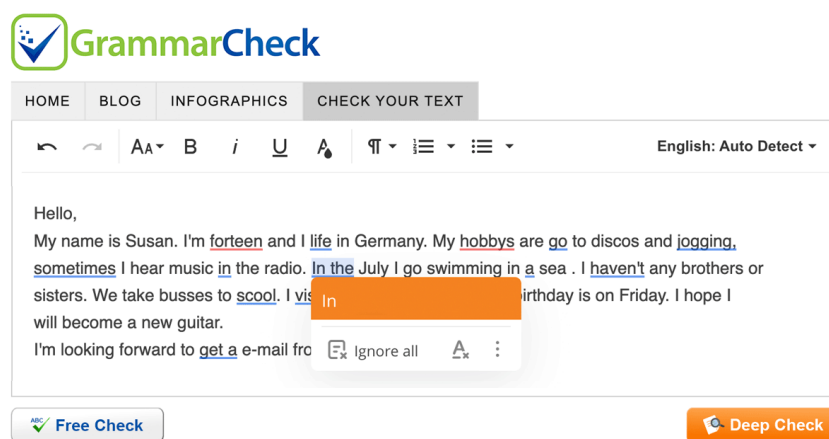 GrammarCheck
HOME BLOG INFOGRAPHICS CHECK YOUR TEXT
English: Auto Detect
Hello,
My name is Susan. I'm forteen and I life in Germany. My hobbys are go to discos and jogging,
sometimes I hear music in the radio. In the July I go swimming in a sea . I haven't any brothers or
sisters. We take busses to scool. I vis
In
irthday is on Friday. I hope I
will become a new guitar.
I'm looking forward to get a e-mail fro
Ignore all
ABC Free Check
Deep Check